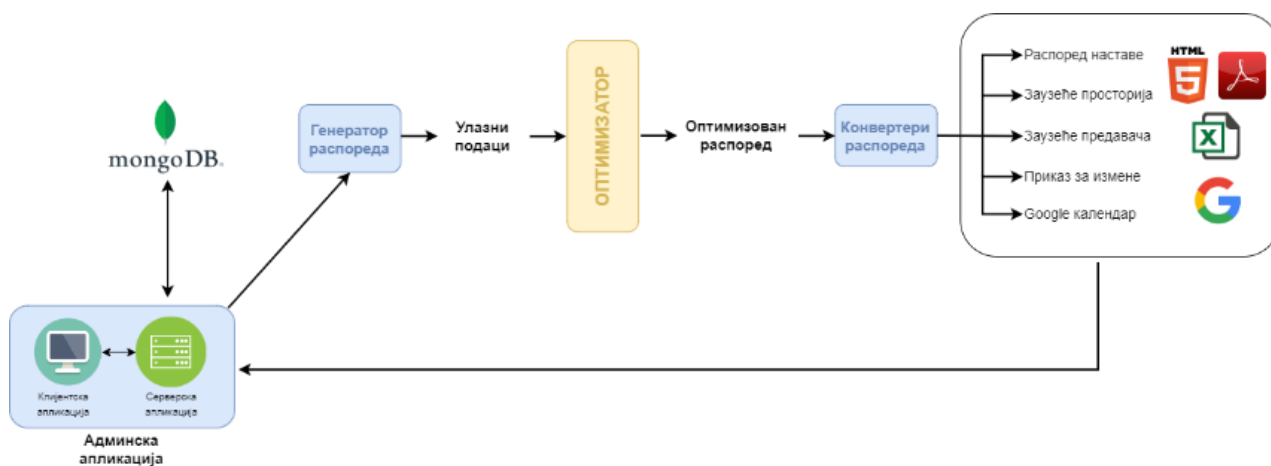 mongoDB.
Генератор
распореда
Улазни
подаци
ОПТИМИЗАТОР
Оптимизован
распоред
Конвертери
распореда
Распоред наставе
HTML
5
Заузеће просторија
Заузеће предавача
X
Приказ за измене
Google календар
G
Клијентска
апликација
Серверска
апликација
Админска
апликација